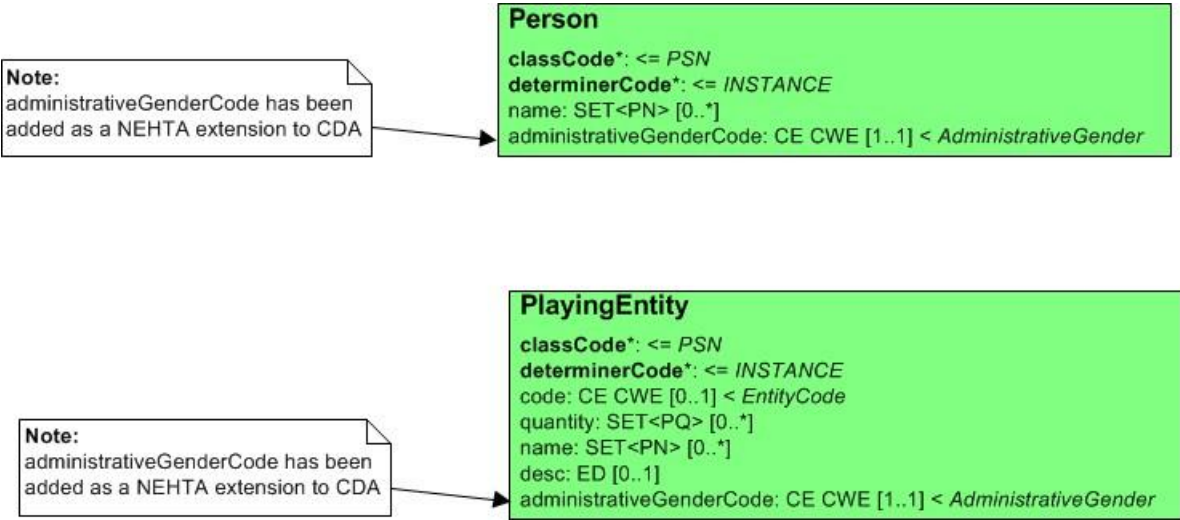 Person
classCode*: <= PSN
determinerCode*: <= INSTANCE
name: SET<PN> [0..*]
administrativeGenderCode: CE CWE [1..1] < AdministrativeGender
Note:
administrativeGenderCode has been
added as a NEHTA extension to CDA
PlayingEntity
classCode*: <= PSN
determinerCode*: <= INSTANCE
code: CE CWE [0..1] < EntityCode
quantity: SET<PQ> [0..*]
name: SET<PN> [0..*]
desc: ED [0..1]
administrativeGenderCode: CE CWE [1..1] < AdministrativeGender
Note:
administrativeGenderCode has been
added as a NEHTA extension to CDA